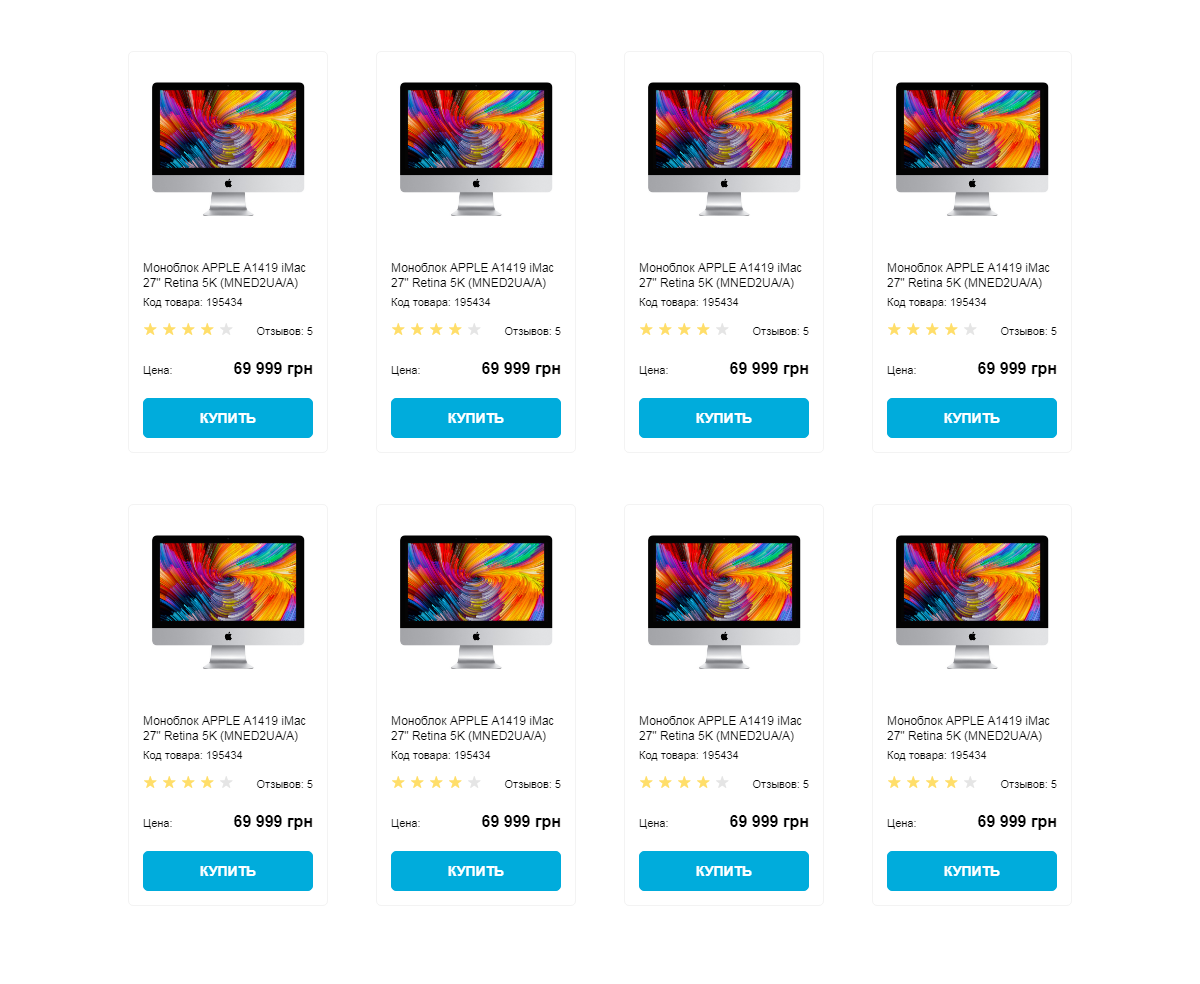 Моноблок APPLE A1419 iMac
27" Retina 5K (MNED2UA/A)
Код товара: 195434
Отзывов: 5
Цена: 69 999 грн
КУПИТЬ
Моноблок APPLE A1419 iMac
27" Retina 5K (MNED2UA/A)
Код товара: 195434
Отзывов: 5
Цена: 69 999 грн
КУПИТЬ
Моноблок APPLE A1419 iMac
27" Retina 5K (MNED2UA/A)
Код товара: 195434
Отзывов: 5
Цена: 69 999 грн
КУПИТЬ
Моноблок APPLE A1419 iMac
27" Retina 5K (MNED2UA/A)
Код товара: 195434
Отзывов: 5
Цена: 69 999 грн
КУПИТЬ
Моноблок APPLE A1419 iMac
27" Retina 5K (MNED2UA/A)
Код товара: 195434
Отзывов: 5
Цена: 69 999 грн
КУПИТЬ
Моноблок APPLE A1419 iMac
27" Retina 5K (MNED2UA/A)
Код товара: 195434
Отзывов: 5
Цена: 69 999 грн
КУПИТЬ
Моноблок APPLE A1419 iMac
27" Retina 5K (MNED2UA/A)
Код товара: 195434
Отзывов: 5
Цена: 69 999 грн
КУПИТЬ
Моноблок APPLE A1419 iMac
27" Retina 5K (MNED2UA/A)
Код товара: 195434
Отзывов: 5
Цена: 69 999 грн
КУПИТЬ